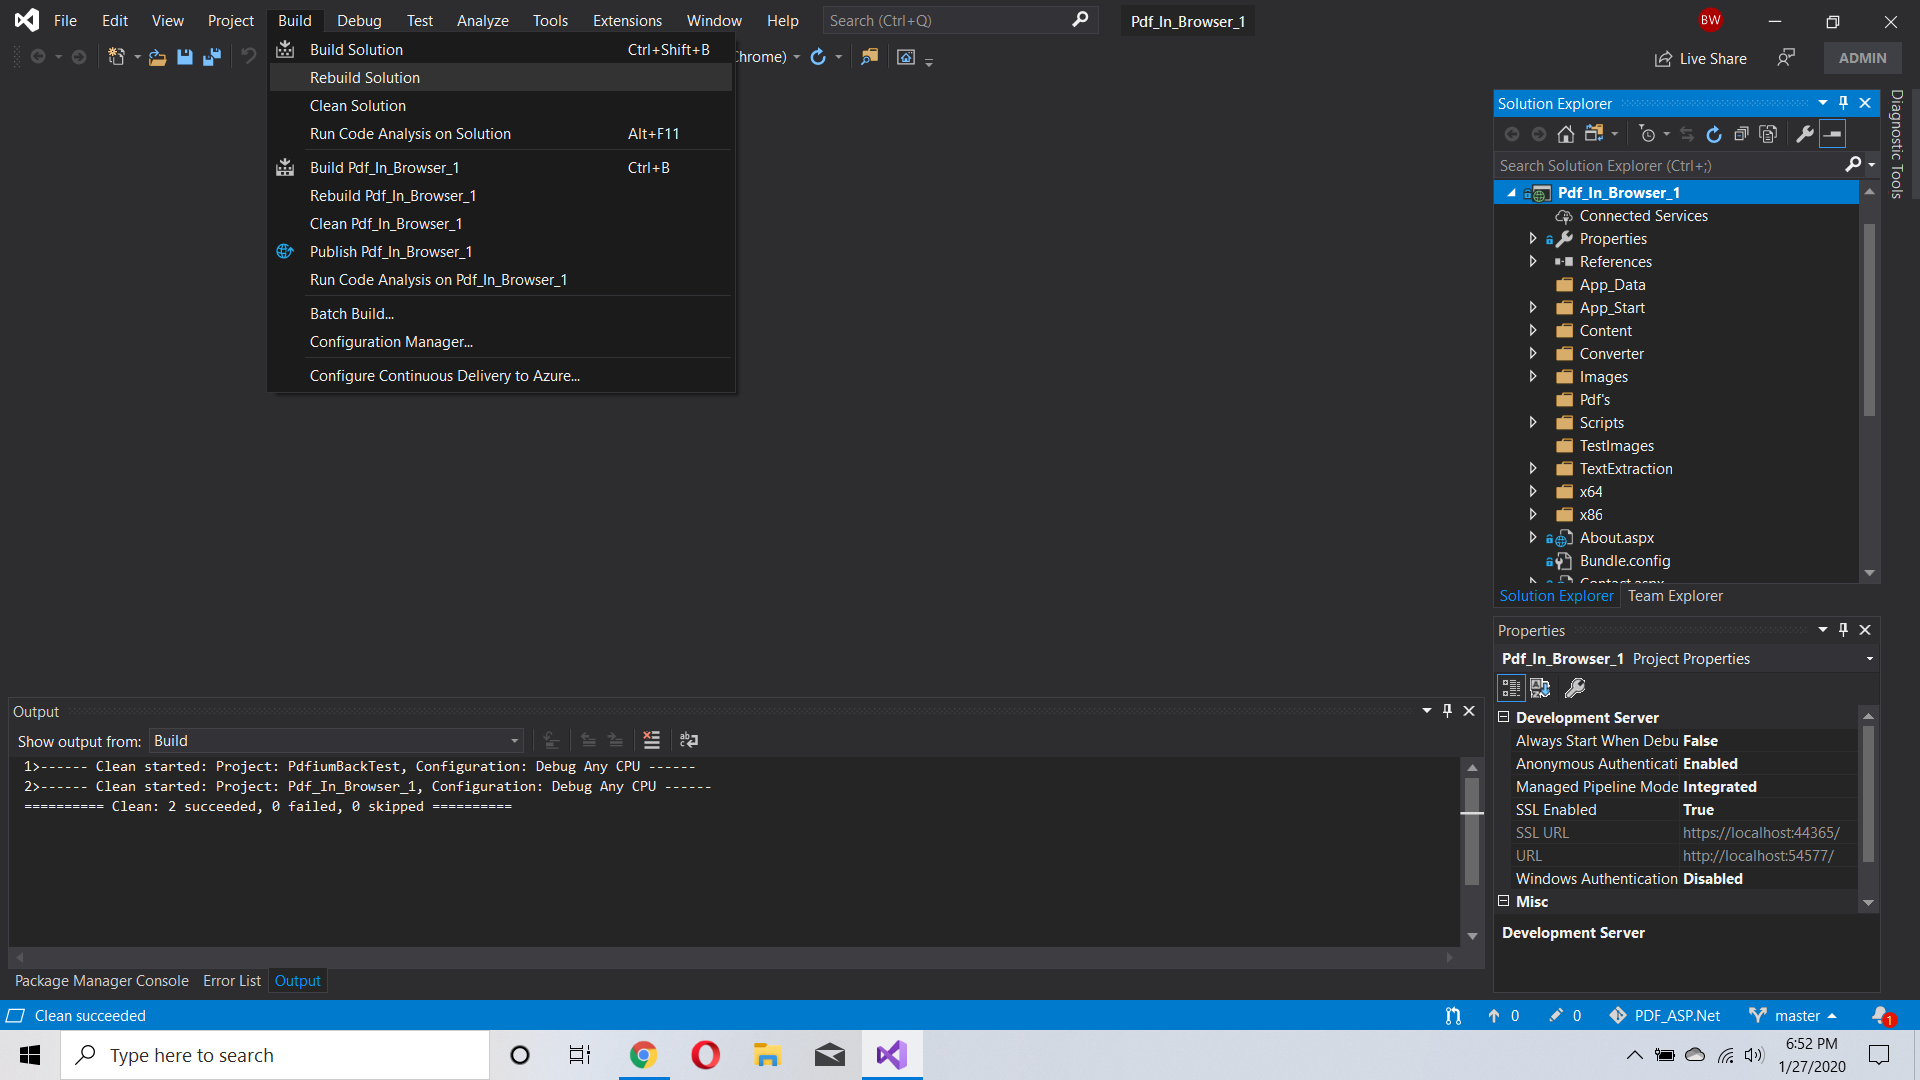 File Edit View Project Build Debug Test Analyze Tools Extensions Window Help Search (Ctrl+Q) Pdf_In_Browser_1 BW
hrome) Live Share ADMIN
Build Solution Ctrl+Shift+B
Rebuild Solution
Clean Solution
Run Code Analysis on Solution Alt+F11
Build Pdf_In_Browser_1 Ctrl+B
Rebuild Pdf_In_Browser_1
Clean Pdf_In_Browser_1
Publish Pdf_In_Browser_1
Run Code Analysis on Pdf_In_Browser_1
Batch Build...
Configuration Manager...
Configure Continuous Delivery to Azure...
Solution Explorer
Search Solution Explorer (Ctrl+;)
Pdf_In_Browser_1
Connected Services
Properties
References
App_Data
App_Start
Content
Converter
Images
Pdf's
Scripts
TestImages
TextExtraction
x64
x86
About.aspx
Bundle.config
Contact.aspx
Solution Explorer Team Explorer
Diagnostic Tools
Properties
Pdf_In_Browser_1 Project Properties
Development Server
Always Start When Debu False
Anonymous Authenticati Enabled
Managed Pipeline Mode Integrated
SSL Enabled True
SSL URL https://localhost:44365/
URL http://localhost:54577/
Windows Authentication Disabled
Misc
Development Server
Output
Show output from: Build
1>------ Clean started: Project: PdfiumBackTest, Configuration: Debug Any CPU ------
2>------ Clean started: Project: Pdf_In_Browser_1, Configuration: Debug Any CPU ------
========== Clean: 2 succeeded, 0 failed, 0 skipped ==========
Package Manager Console Error List Output
Clean succeeded 0 0 PDF_ASP.Net master 1
Type here to search
6:52 PM
1/27/2020